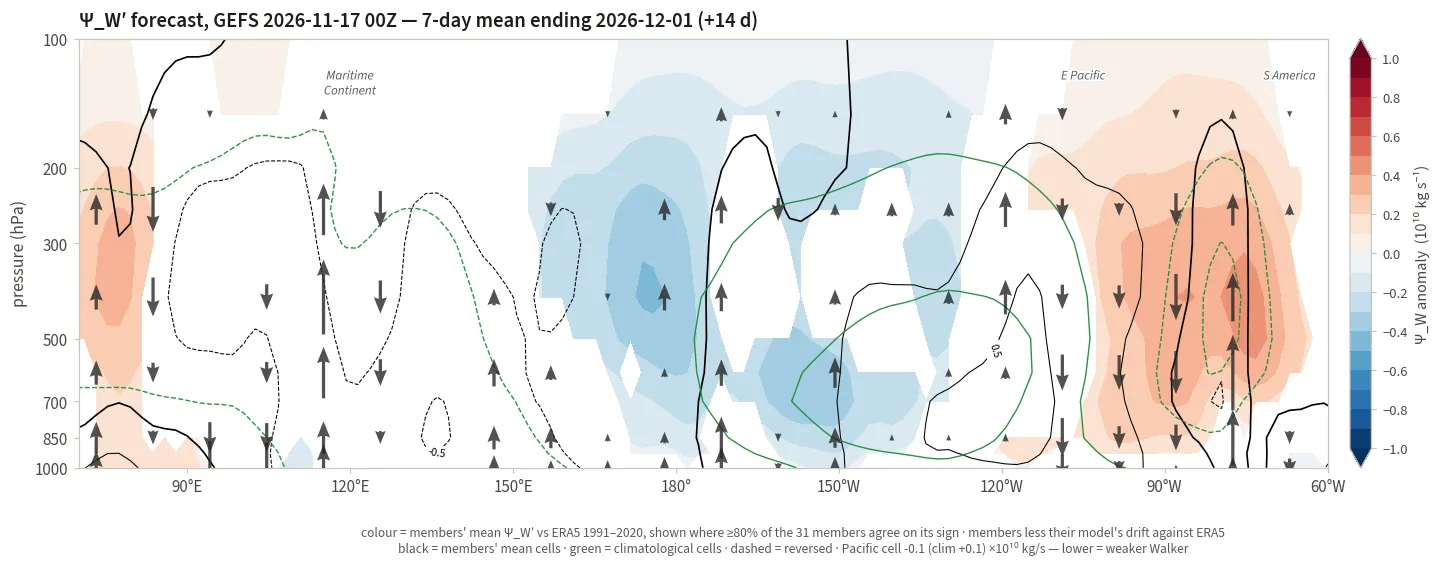 Ψ_W′ forecast, GEFS 2026-11-17 00Z — 7-day mean ending 2026-12-01 (+14 d)
100
200
300
400
500
700
850
1000
pressure (hPa)
Maritime
Continent
E Pacific
S America
0.5
-0.5
90°E
120°E
150°E
180°
150°W
120°W
90°W
60°W
1.0
0.8
0.6
0.4
0.2
0.0
−0.2
−0.4
−0.6
−0.8
−1.0
Ψ_W anomaly (10¹⁰ kg s⁻¹)
colour = members' mean Ψ_W′ vs ERA5 1991–2020, shown where ≥80% of the 31 members agree on its sign · members less their model's drift against ERA5
black = members' mean cells · green = climatological cells · dashed = reversed · Pacific cell -0.1 (clim +0.1) ×10¹⁰ kg/s — lower = weaker Walker